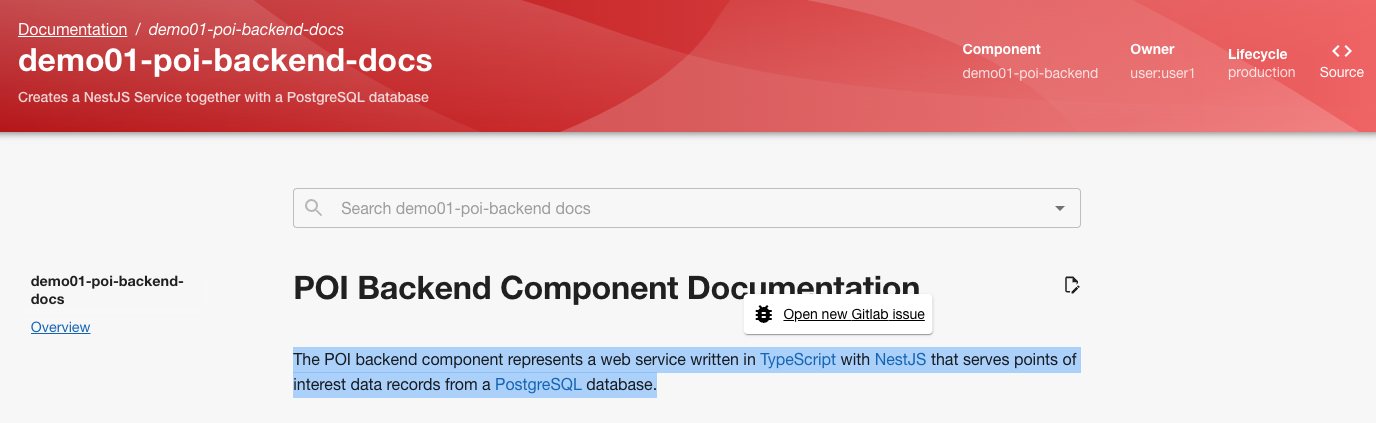 Documentation / demo01-poi-backend-docs
demo01-poi-backend-docs
Creates a NestJS Service together with a PostgreSQL database
Component
demo01-poi-backend
Owner
user:user1
Lifecycle
production
Source
Search demo01-poi-backend docs
demo01-poi-backend-
docs
Overview
POI Backend Component Documentation
Open new Gitlab issue
The POI backend component represents a web service written in TypeScript with NestJS that serves points of
interest data records from a PostgreSQL database.